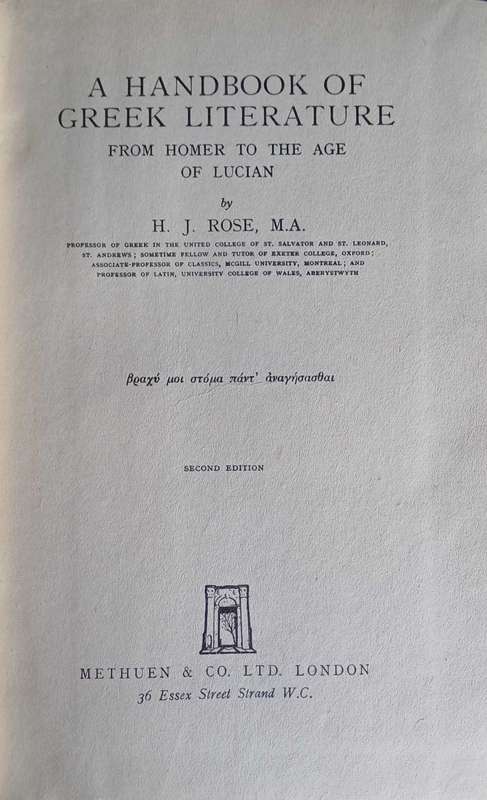 A HANDBOOK OF
GREEK LITERATURE
FROM HOMER TO THE AGE
OF LUCIAN
by
H. J. ROSE, M.A.
PROFESSOR OF GREEK IN THE UNITED COLLEGE OF ST. SALVATOR AND ST. LEONARD,
ST. ANDREWS; SOMETIME FELLOW AND TUTOR OF EXETER COLLEGE, OXFORD;
ASSOCIATE-PROFESSOR OF CLASSICS, MCGILL UNIVERSITY, MONTREAL; AND
PROFESSOR OF LATIN, UNIVERSITY COLLEGE OF WALES, ABERYSTWYTH
βραχύ μοι στόμα πάντ’ ἀναγήσασθαι
SECOND EDITION
METHUEN & CO. LTD. LONDON
36 Essex Street Strand W.C.